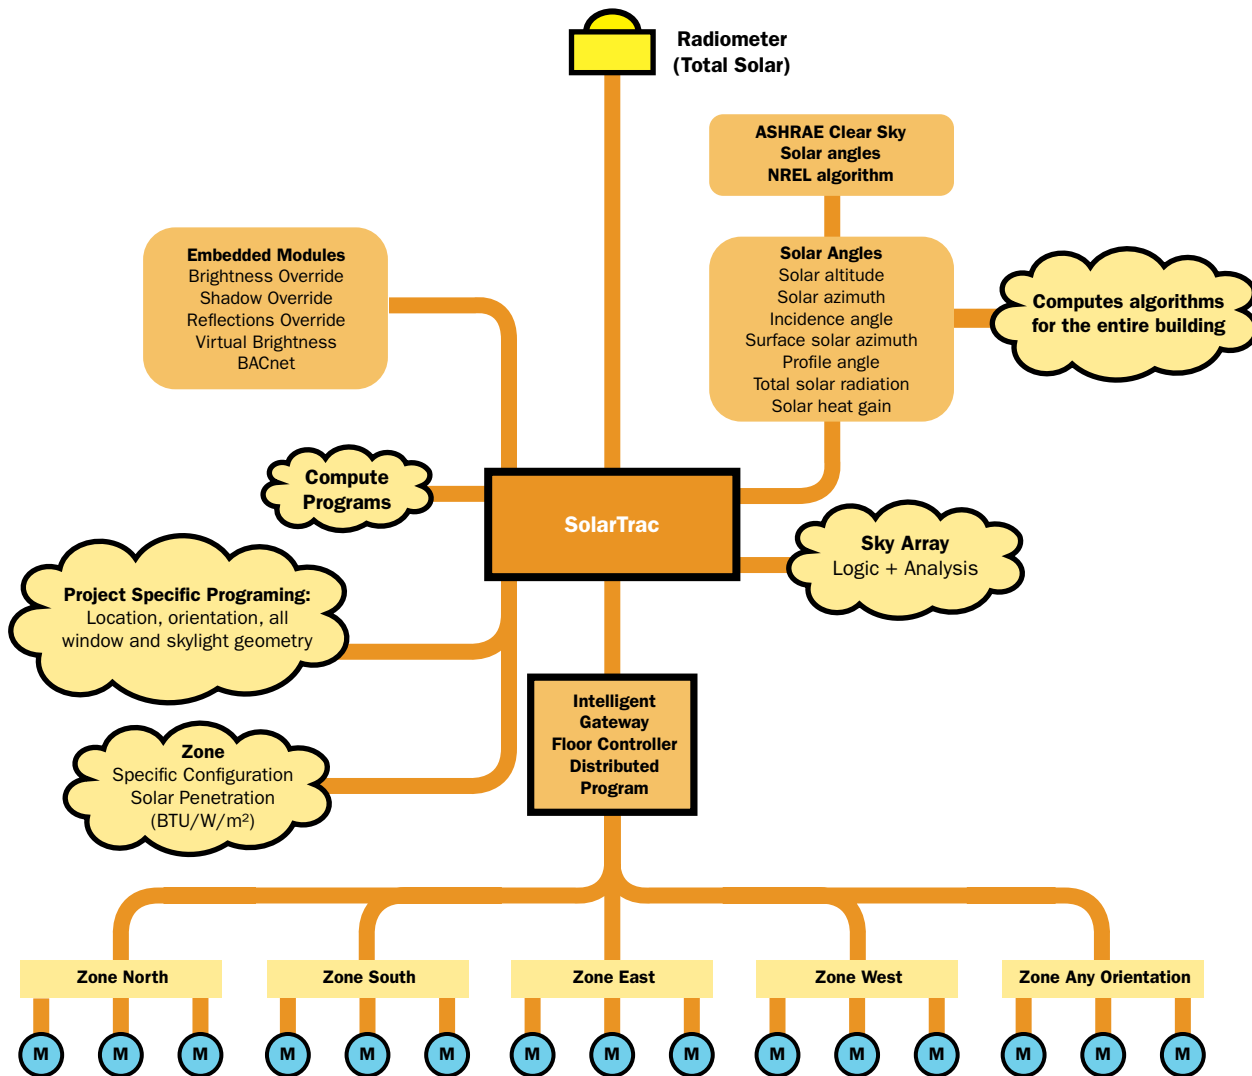 Radiometer
(Total Solar)
ASHRAE Clear Sky
Solar angles
NREL algorithm
Embedded Modules
Brightness Override
Shadow Override
Reflections Override
Virtual Brightness
BACnet
Solar Angles
Solar altitude
Solar azimuth
Incidence angle
Surface solar azimuth
Profile angle
Total solar radiation
Solar heat gain
Computes algorithms
for the entire building
Compute
Programs
SolarTrac
Sky Array
Logic + Analysis
Project Specific Programing:
Location, orientation, all
window and skylight geometry
Intelligent
Gateway
Floor Controller
Distributed
Program
Zone
Specific Configuration
Solar Penetration
(BTU/W/m²)
Zone North
Zone South
Zone East
Zone West
Zone Any Orientation
M M M M M M M M M M M M M M M